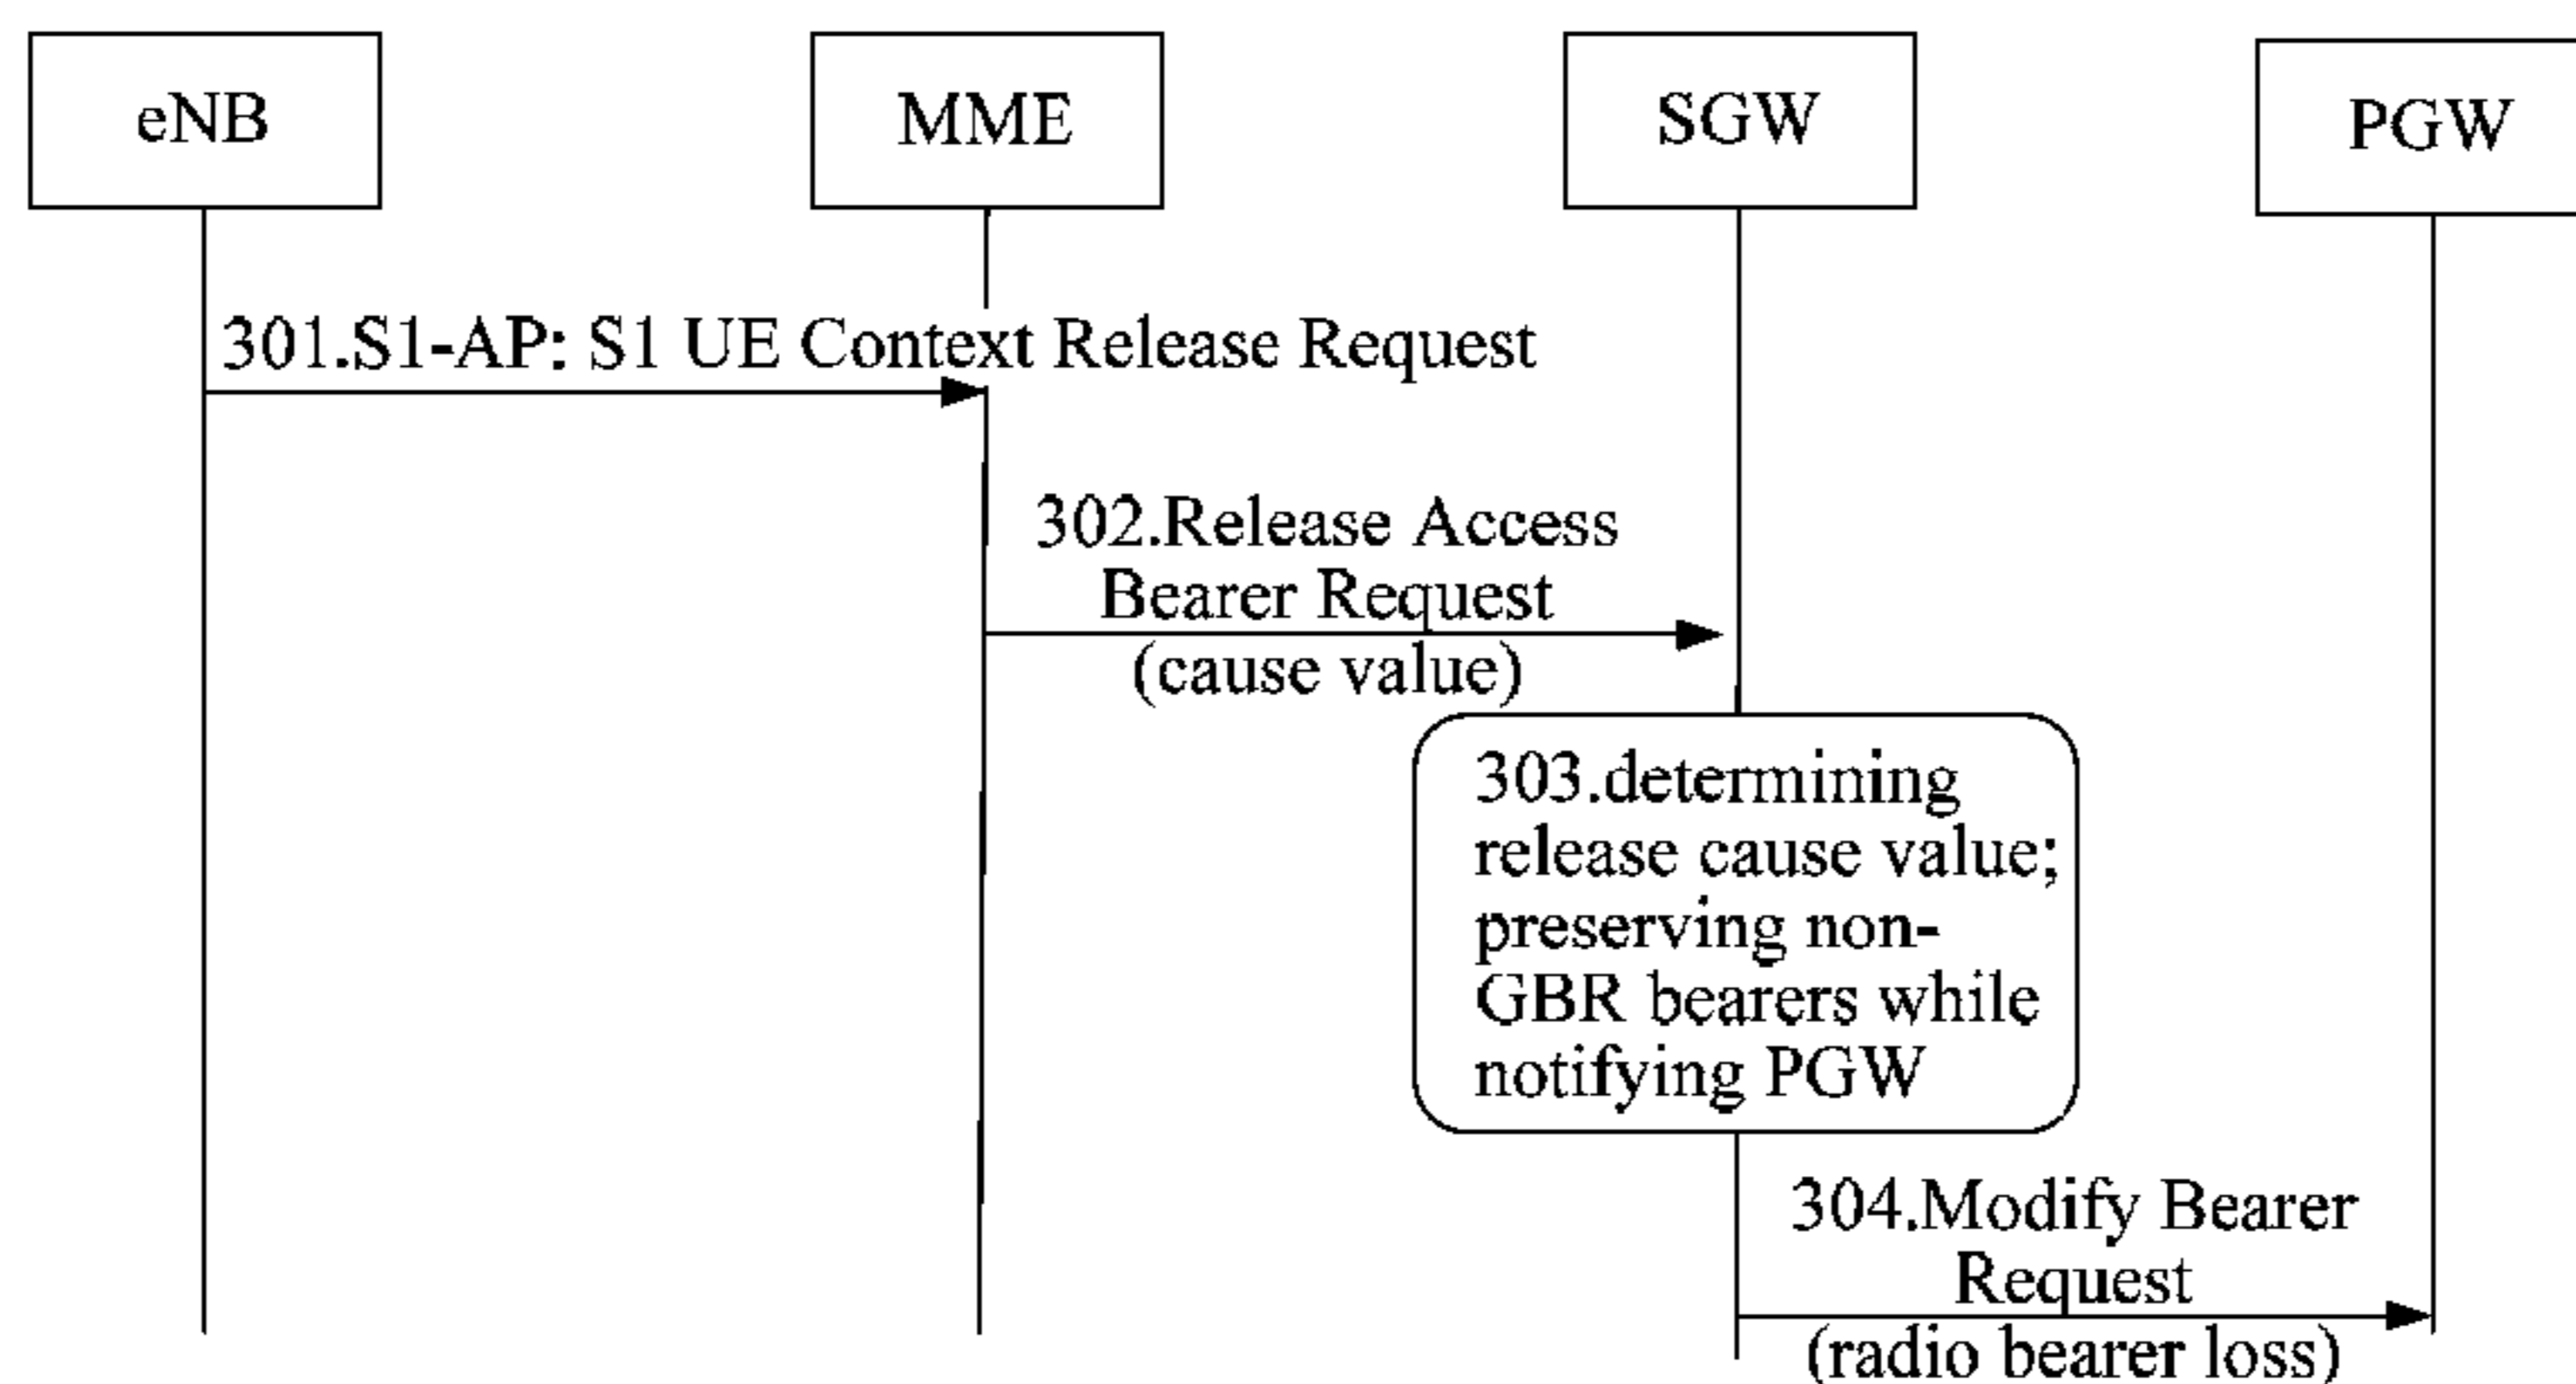 eNB
MME
SGW
PGW
301.S1-AP: S1 UE Context Release Request
302.Release Access
Bearer Request
(cause value)
303.determining
release cause value;
preserving non-
GBR bearers while
notifying PGW
304.Modify Bearer
Request
(radio bearer loss)